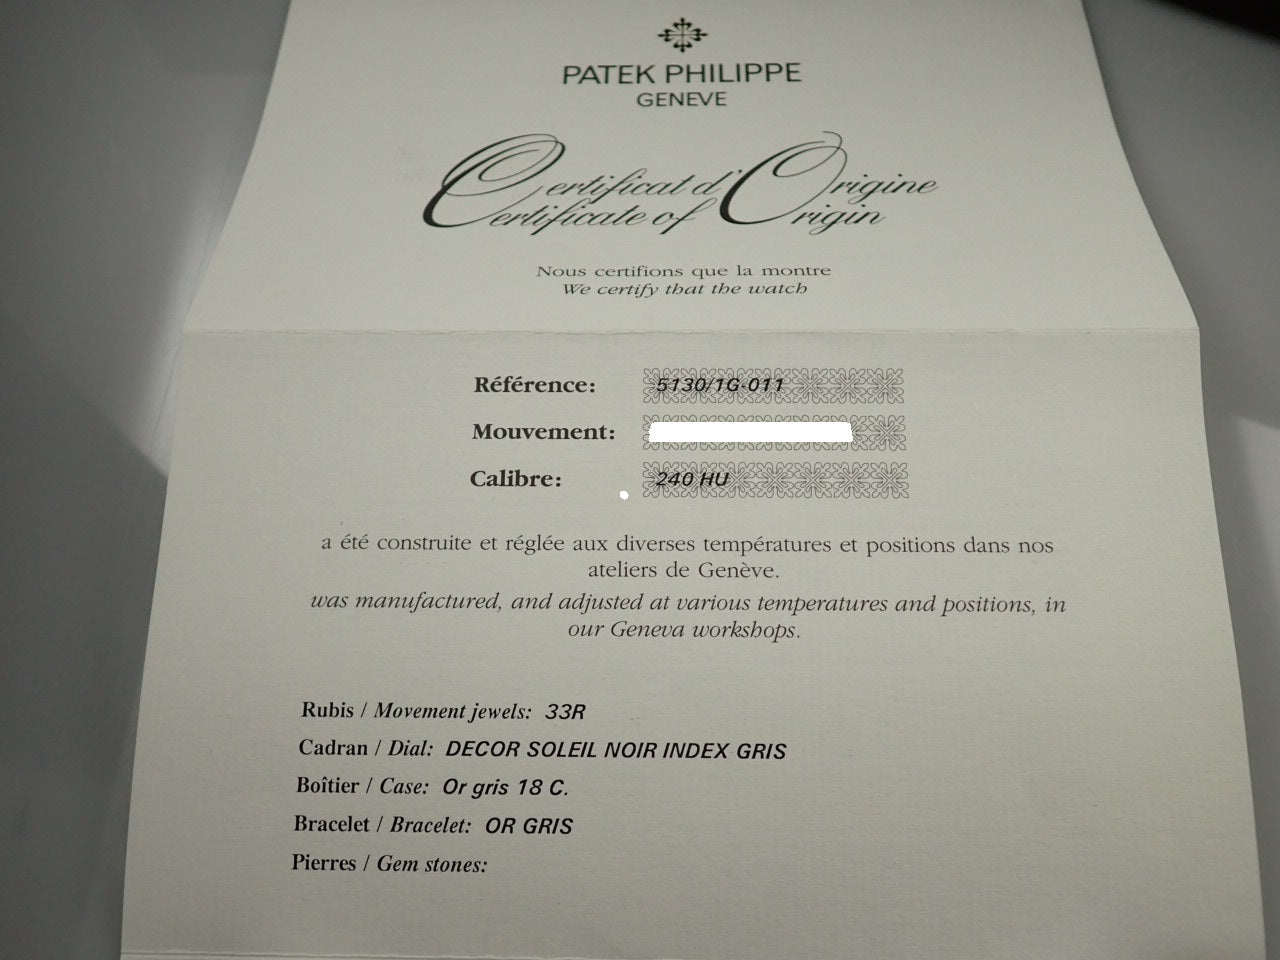 PATEK PHILIPPE
GENEVE
Certificat d'Origine
Certificate of Origin
Nous certifions que la montre
We certify that the watch
Référence: 5130/1G-011
Mouvement:
Calibre: 240 HU
a été construite et réglée aux diverses températures et positions dans nos
ateliers de Genève.
was manufactured, and adjusted at various temperatures and positions, in
our Geneva workshops.
Rubis / Movement jewels: 33R
Cadran / Dial: DECOR SOLEIL NOIR INDEX GRIS
Boîtier / Case: Or gris 18 C.
Bracelet / Bracelet: OR GRIS
Pierres / Gem stones: